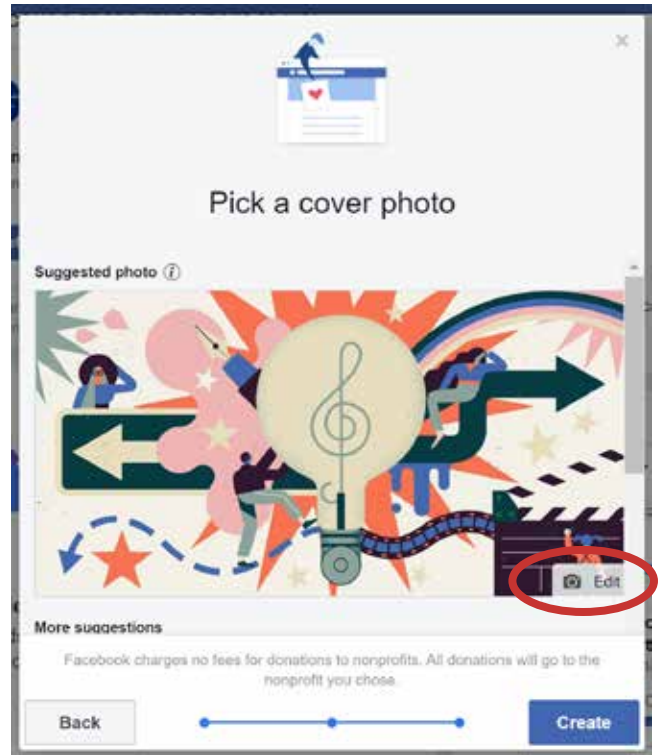 Pick a cover photo
Suggested photo
Edit
More suggestions
Facebook charges no fees for donations to nonprofits. All donations will go to the
nonprofit you chose.
Back
Create